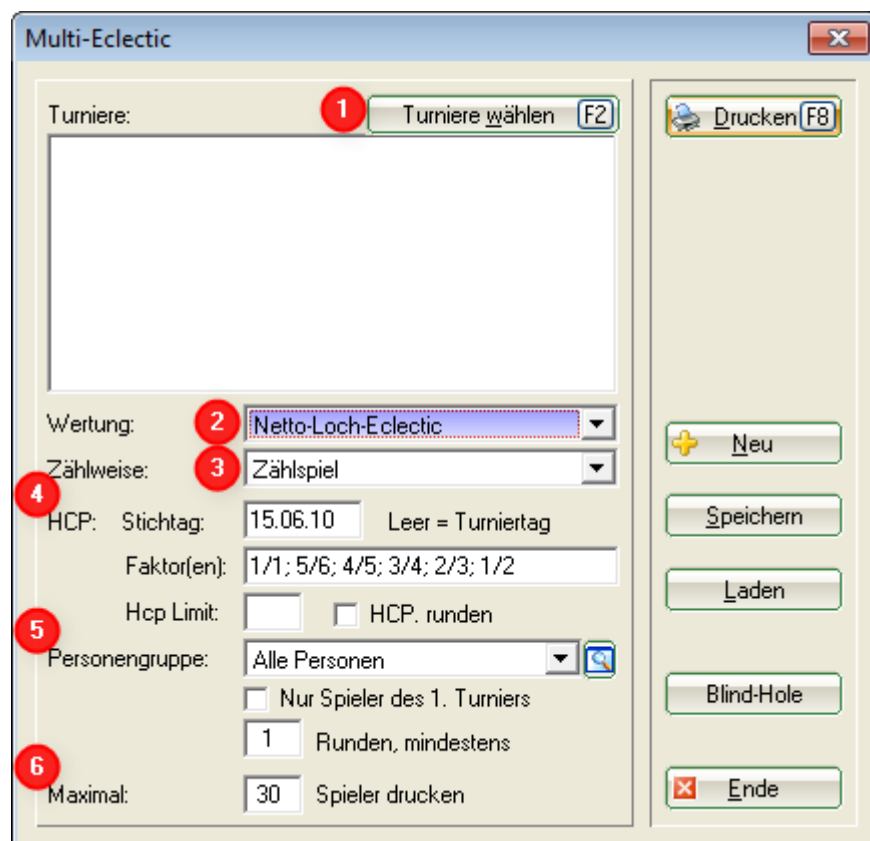 Multi-Eclectic
Turniere: 1 Turniere wählen F2
Drucken F8
Wertung: 2 Netto-Loch-Eclectic
Zählweise: 3 Zählspiel
Neu
4
HCP: Stichtag: 15.06.10 Leer = Turniertag
Speichern
Faktor(en): 1/1; 5/6; 4/5; 3/4; 2/3; 1/2
Laden
Hcp Limit: HCP. runden
5
Personengruppe: Alle Personen
Nur Spieler des 1. Turniers
Blind-Hole
1 Runden, mindestens
6
Maximal: 30 Spieler drucken
Ende